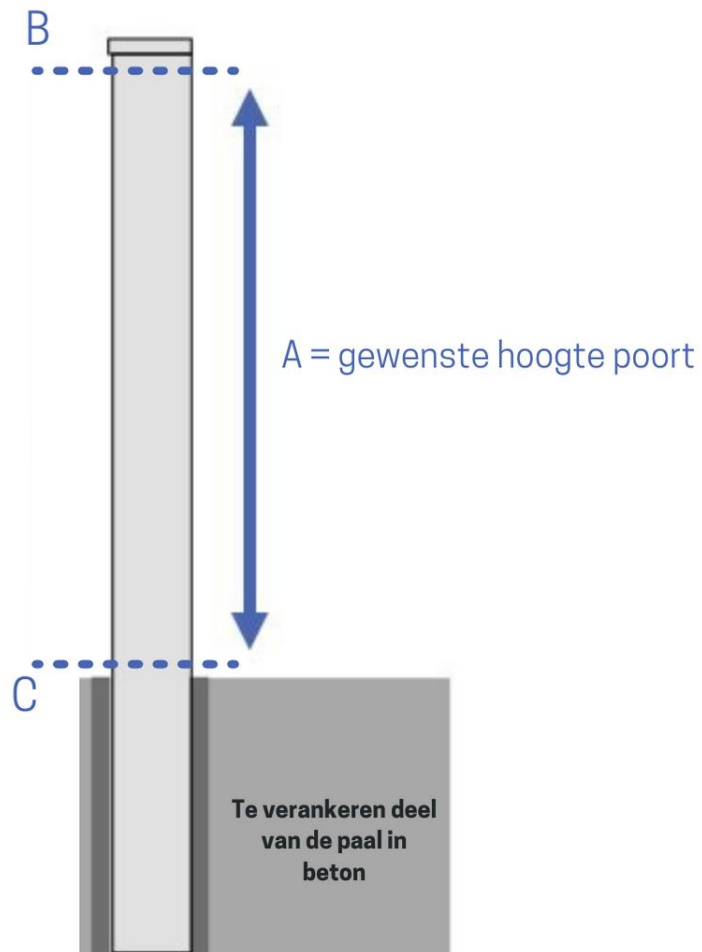 B
A = gewenste hoogte poort
C
Te verankeren deel
van de paal in
beton